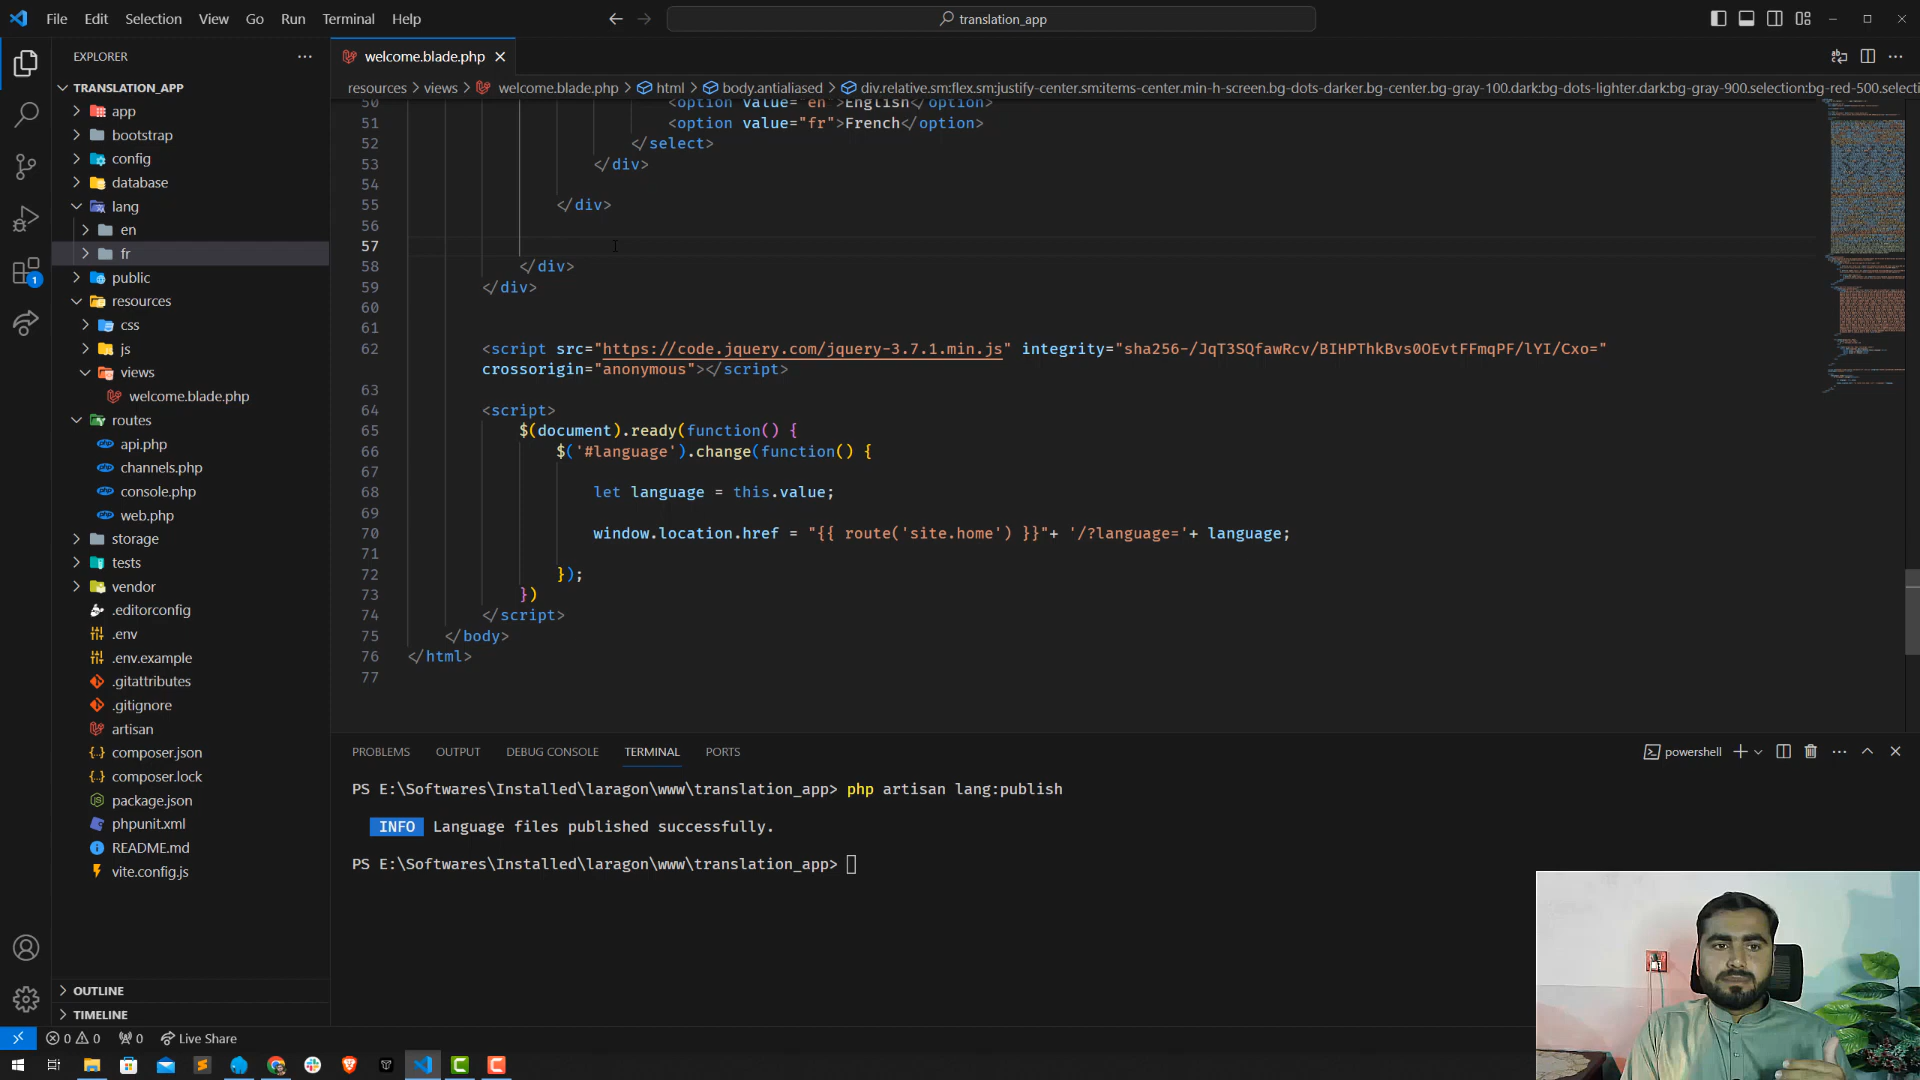 File Edit Selection View Go Run Terminal Help
translation_app
EXPLORER
TRANSLATION_APP
app
bootstrap
config
database
lang
en
fr
public
resources
css
js
views
welcome.blade.php
routes
api.php
channels.php
console.php
web.php
storage
tests
vendor
.editorconfig
.env
.env.example
.gitattributes
.gitignore
artisan
composer.json
composer.lock
package.json
phpunit.xml
README.md
vite.config.js
OUTLINE
TIMELINE
1
welcome.blade.php
resources > views > welcome.blade.php > html > body.antialiased > div.relative.sm:flex.sm:justify-center.sm:items-center.min-h-screen.bg-dots-darker.bg-center.bg-gray-100.dark:bg-dots-lighter.dark:bg-gray-900.selection:bg-red-500.selecti
50 <option value="en">English</option>
51 <option value="fr">French</option>
52 </select>
53 </div>
54
55 </div>
56
57
58 </div>
59 </div>
60
61
62 <script src="https://code.jquery.com/jquery-3.7.1.min.js" integrity="sha256-/JqT3SQfawRcv/BIHPThkBvs0OEvtFFmqPF/lYI/Cxo="
crossorigin="anonymous"></script>
63
64 <script>
65 $(document).ready(function() {
66 $('#language').change(function() {
67
68 let language = this.value;
69
70 window.location.href = "{{ route('site.home') }}"+ '/?language='+ language;
71
72 });
73 })
74 </script>
75 </body>
76 </html>
77
PROBLEMS OUTPUT DEBUG CONSOLE TERMINAL PORTS
powershell
PS E:\Softwares\Installed\laragon\www\translation_app> php artisan lang:publish
INFO Language files published successfully.
PS E:\Softwares\Installed\laragon\www\translation_app>
0 0 0 Live Share